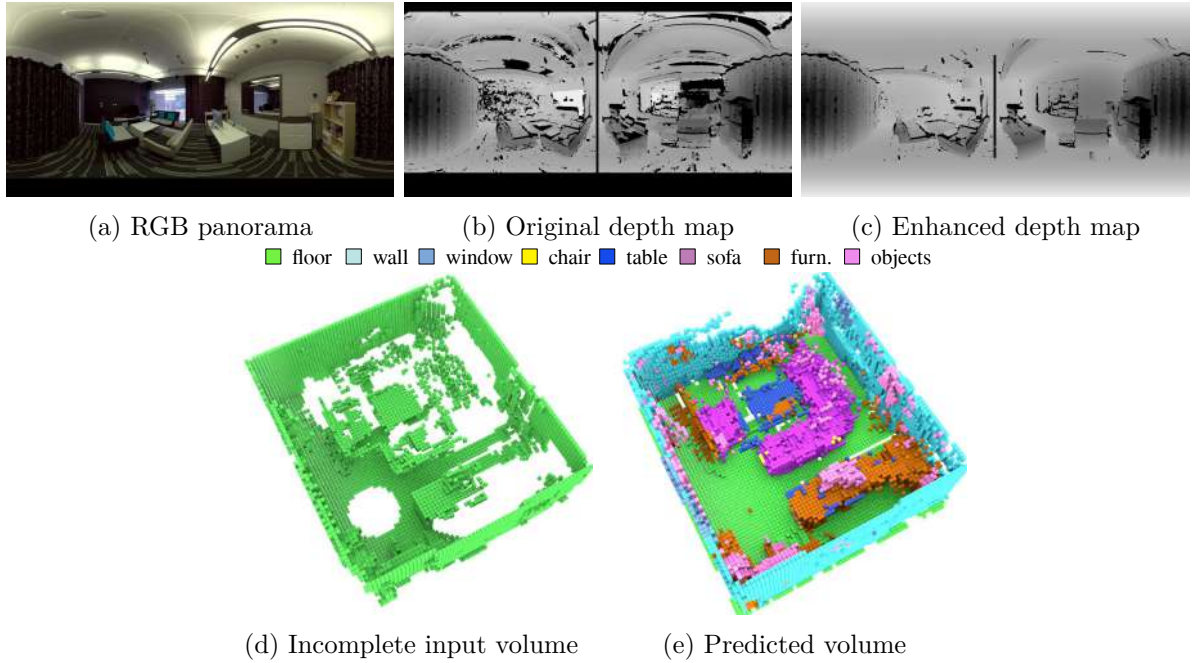 (a) RGB panorama (b) Original depth map (c) Enhanced depth map
floor wall window chair table sofa furn. objects
(d) Incomplete input volume (e) Predicted volume